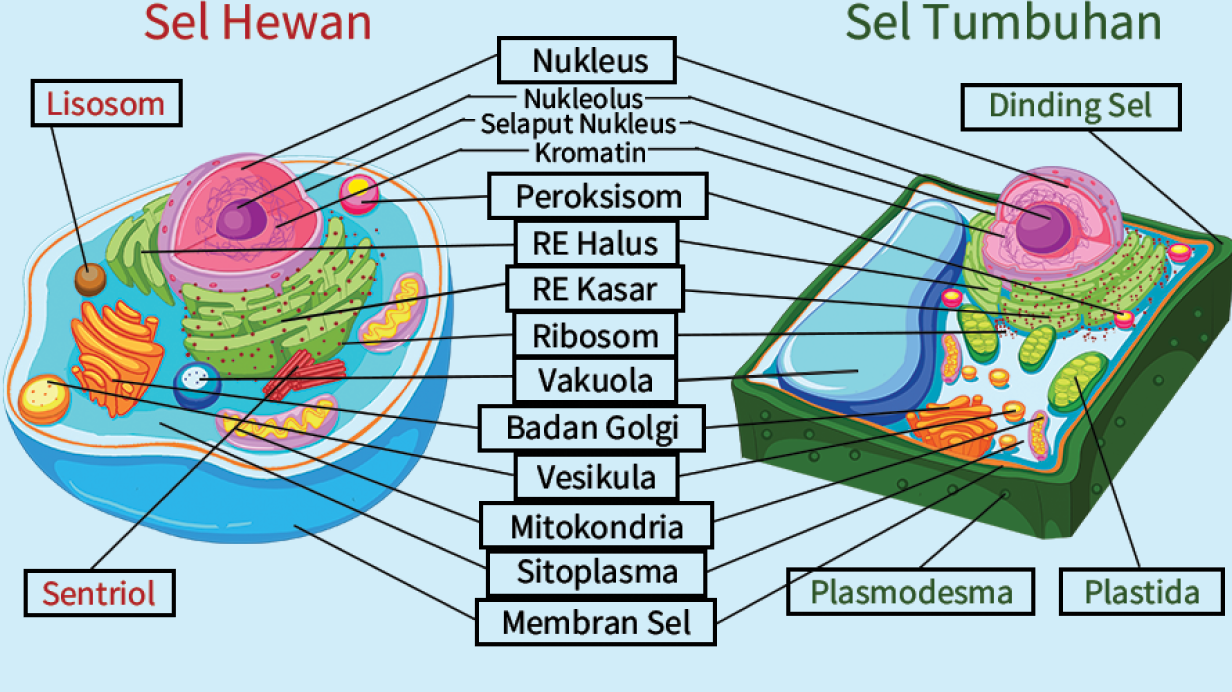 Sel Hewan
Sel Tumbuhan
Nukleus
Lisosom
Nukleolus
Dinding Sel
Selaput Nukleus
Kromatin
Peroksisom
RE Halus
RE Kasar
Ribosom
Vakuola
Badan Golgi
Vesikula
Mitokondria
Sitoplasma
Sentriol
Plasmodesma
Plastida
Membran Sel